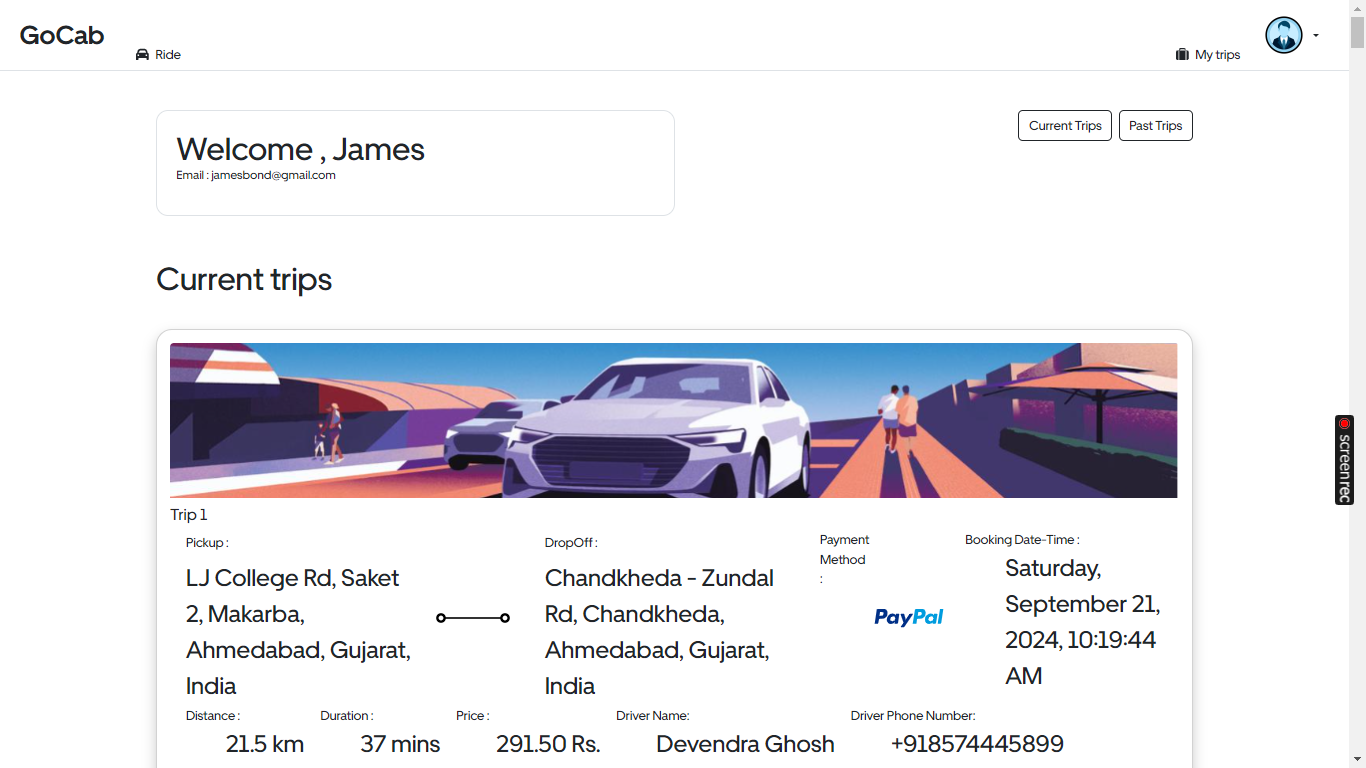 GoCab
Ride
My trips
Welcome , James
Email : jamesbond@gmail.com
Current Trips
Past Trips
Current trips
Trip 1
Pickup :
LJ College Rd, Saket
2, Makarba,
Ahmedabad, Gujarat,
India
DropOff :
Chandkheda - Zundal
Rd, Chandkheda,
Ahmedabad, Gujarat,
India
Payment
Method
:
PayPal
Booking Date-Time :
Saturday,
September 21,
2024, 10:19:44
AM
Distance :
21.5 km
Duration :
37 mins
Price :
291.50 Rs.
Driver Name:
Devendra Ghosh
Driver Phone Number:
+918574445899
screenrec